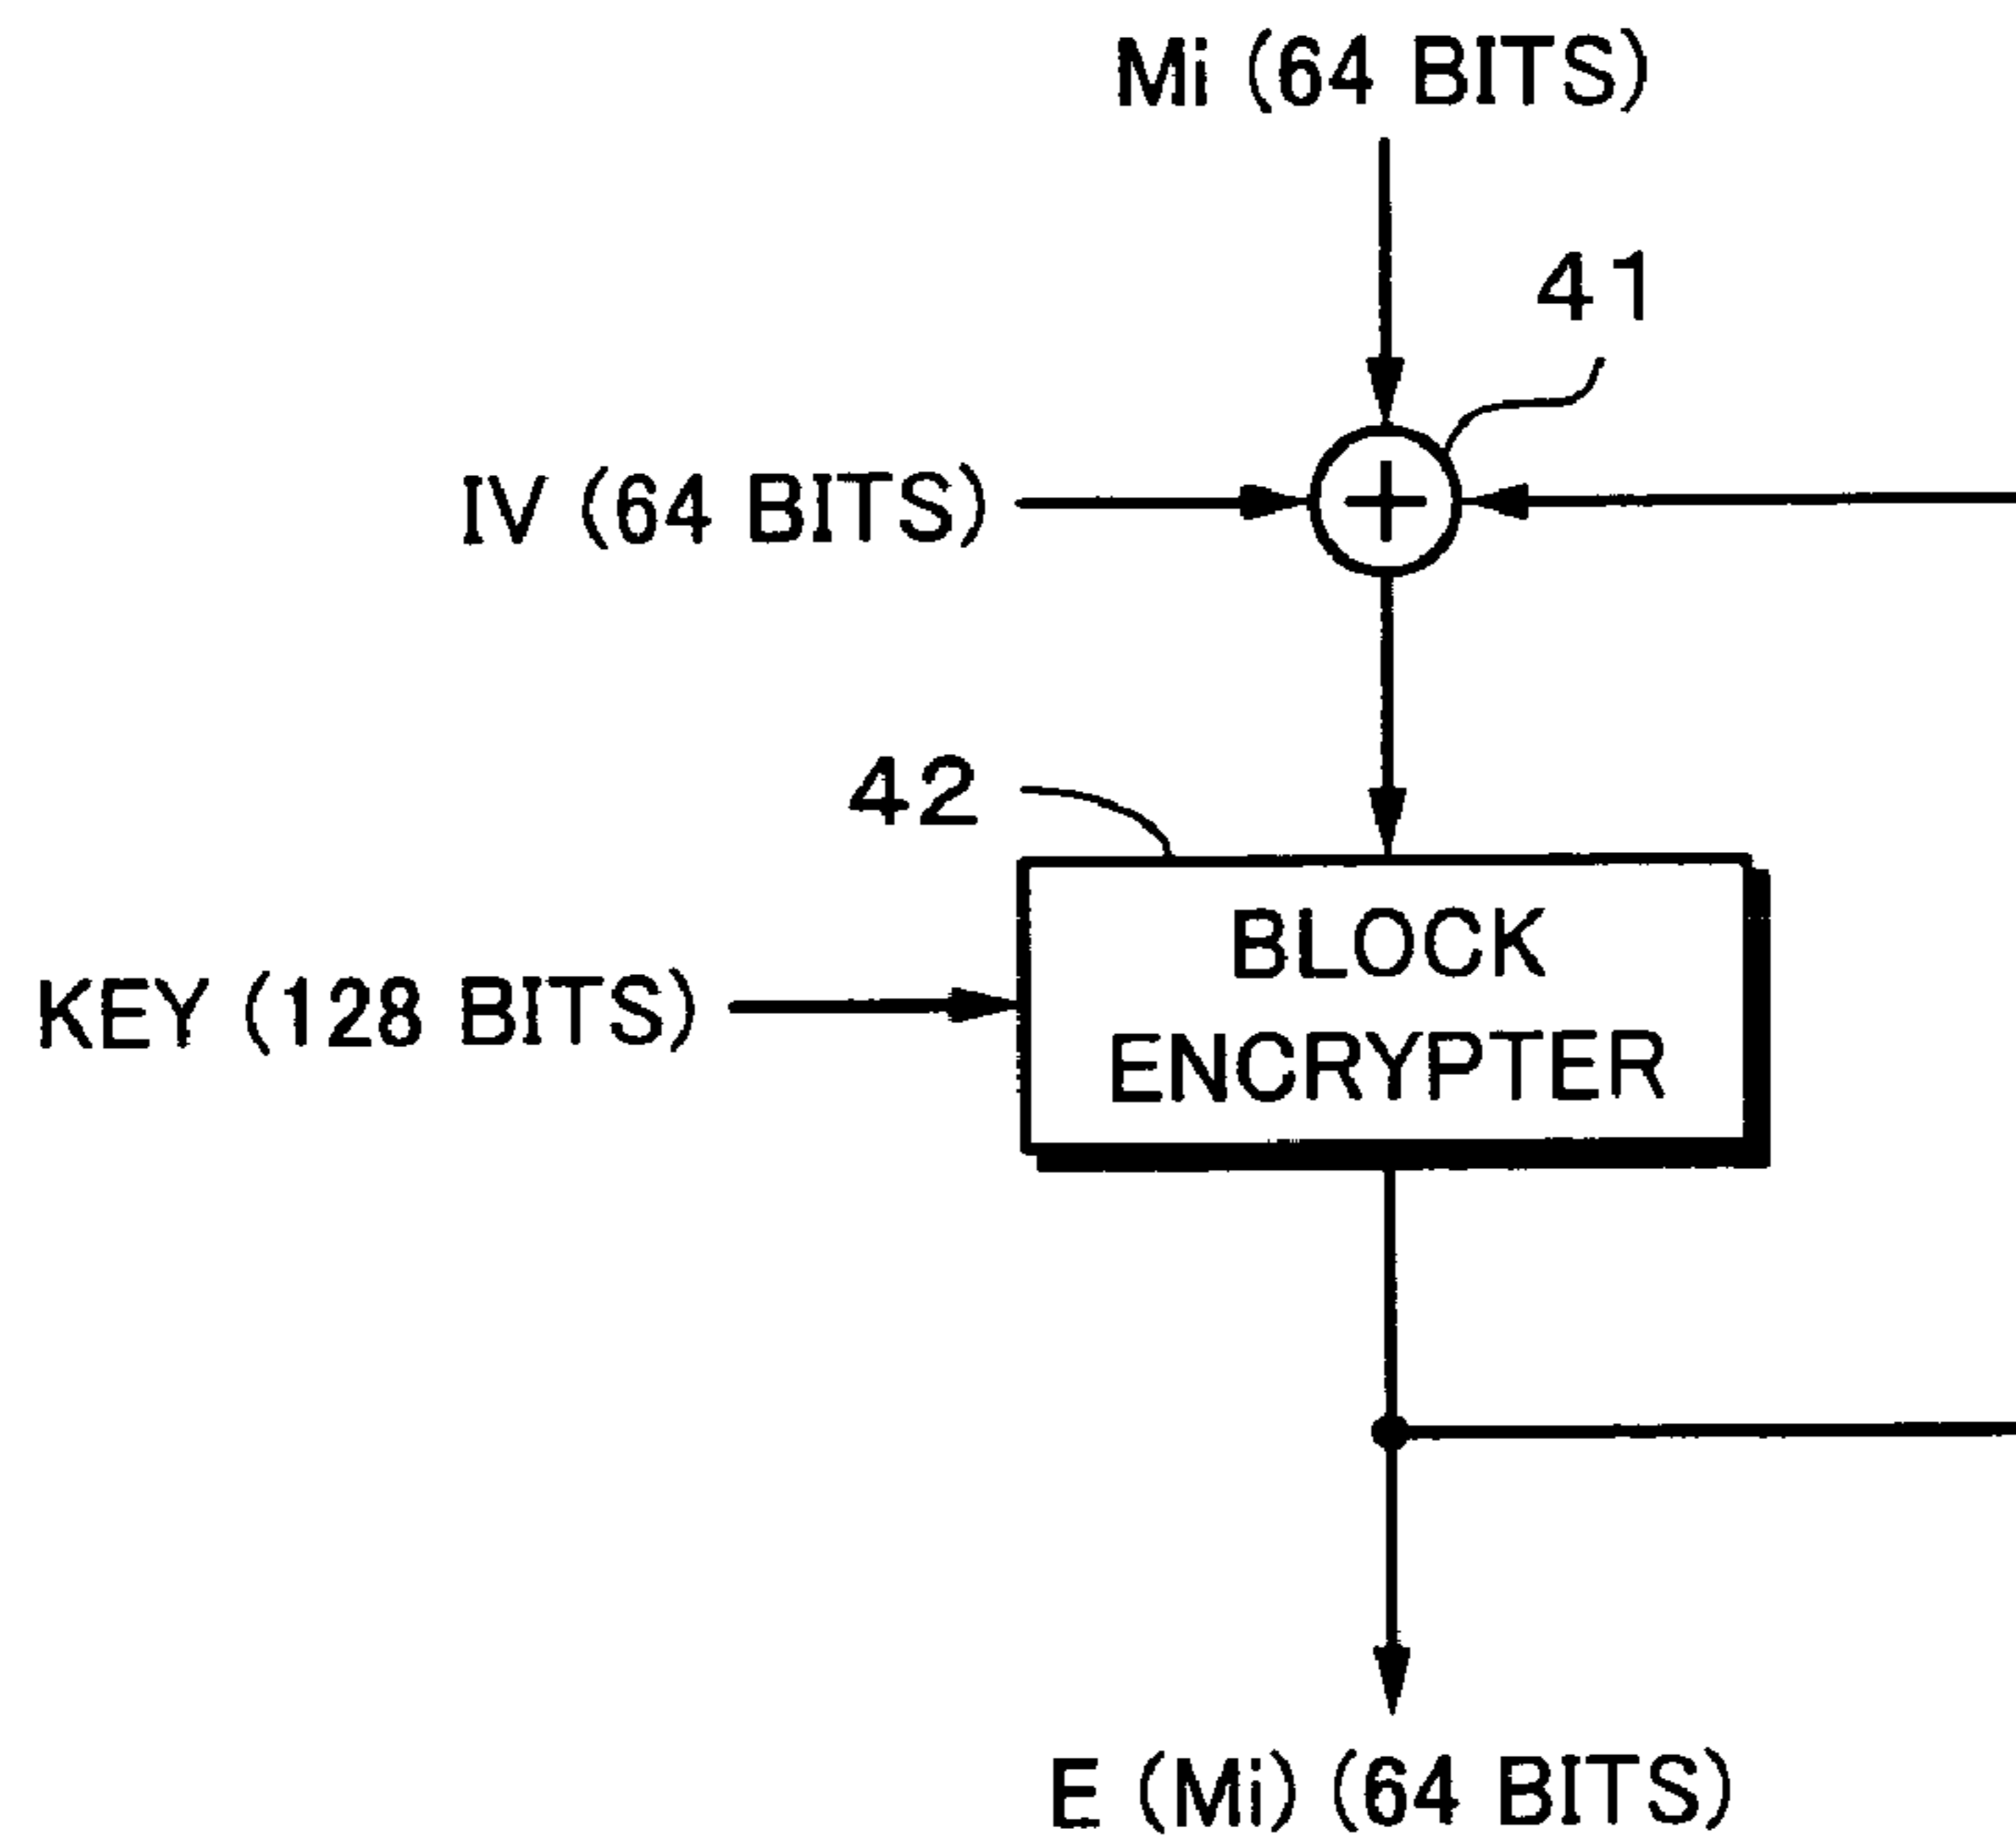 Mi (64 BITS)
41
IV (64 BITS)
42
BLOCK
ENCRYPTER
KEY (128 BITS)
E (Mi) (64 BITS)